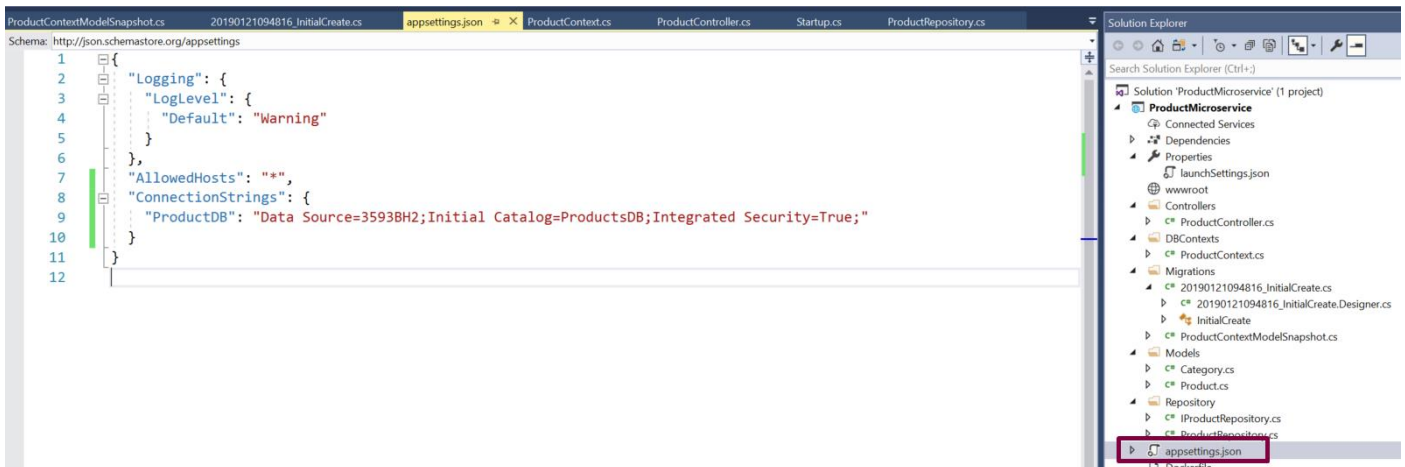 ProductContextModelSnapshot.cs 20190121094816_InitialCreate.cs appsettings.json ProductContext.cs ProductController.cs Startup.cs ProductRepository.cs
Schema: http://json.schemastore.org/appsettings
1 {
2 "Logging": {
3 "LogLevel": {
4 "Default": "Warning"
5 }
6 },
7 "AllowedHosts": "*",
8 "ConnectionStrings": {
9 "ProductDB": "Data Source=3593BH2;Initial Catalog=ProductsDB;Integrated Security=True;"
10 }
11 }
12
Solution Explorer
Search Solution Explorer (Ctrl+;)
Solution 'ProductMicroservice' (1 project)
ProductMicroservice
Connected Services
Dependencies
Properties
launchSettings.json
wwwroot
Controllers
C# ProductController.cs
DBContexts
C# ProductContext.cs
Migrations
C# 20190121094816_InitialCreate.cs
C# 20190121094816_InitialCreate.Designer.cs
InitialCreate
C# ProductContextModelSnapshot.cs
Models
C# Category.cs
C# Product.cs
Repository
C# IProductRepository.cs
C# ProductRepository.cs
appsettings.json
Dockerfile